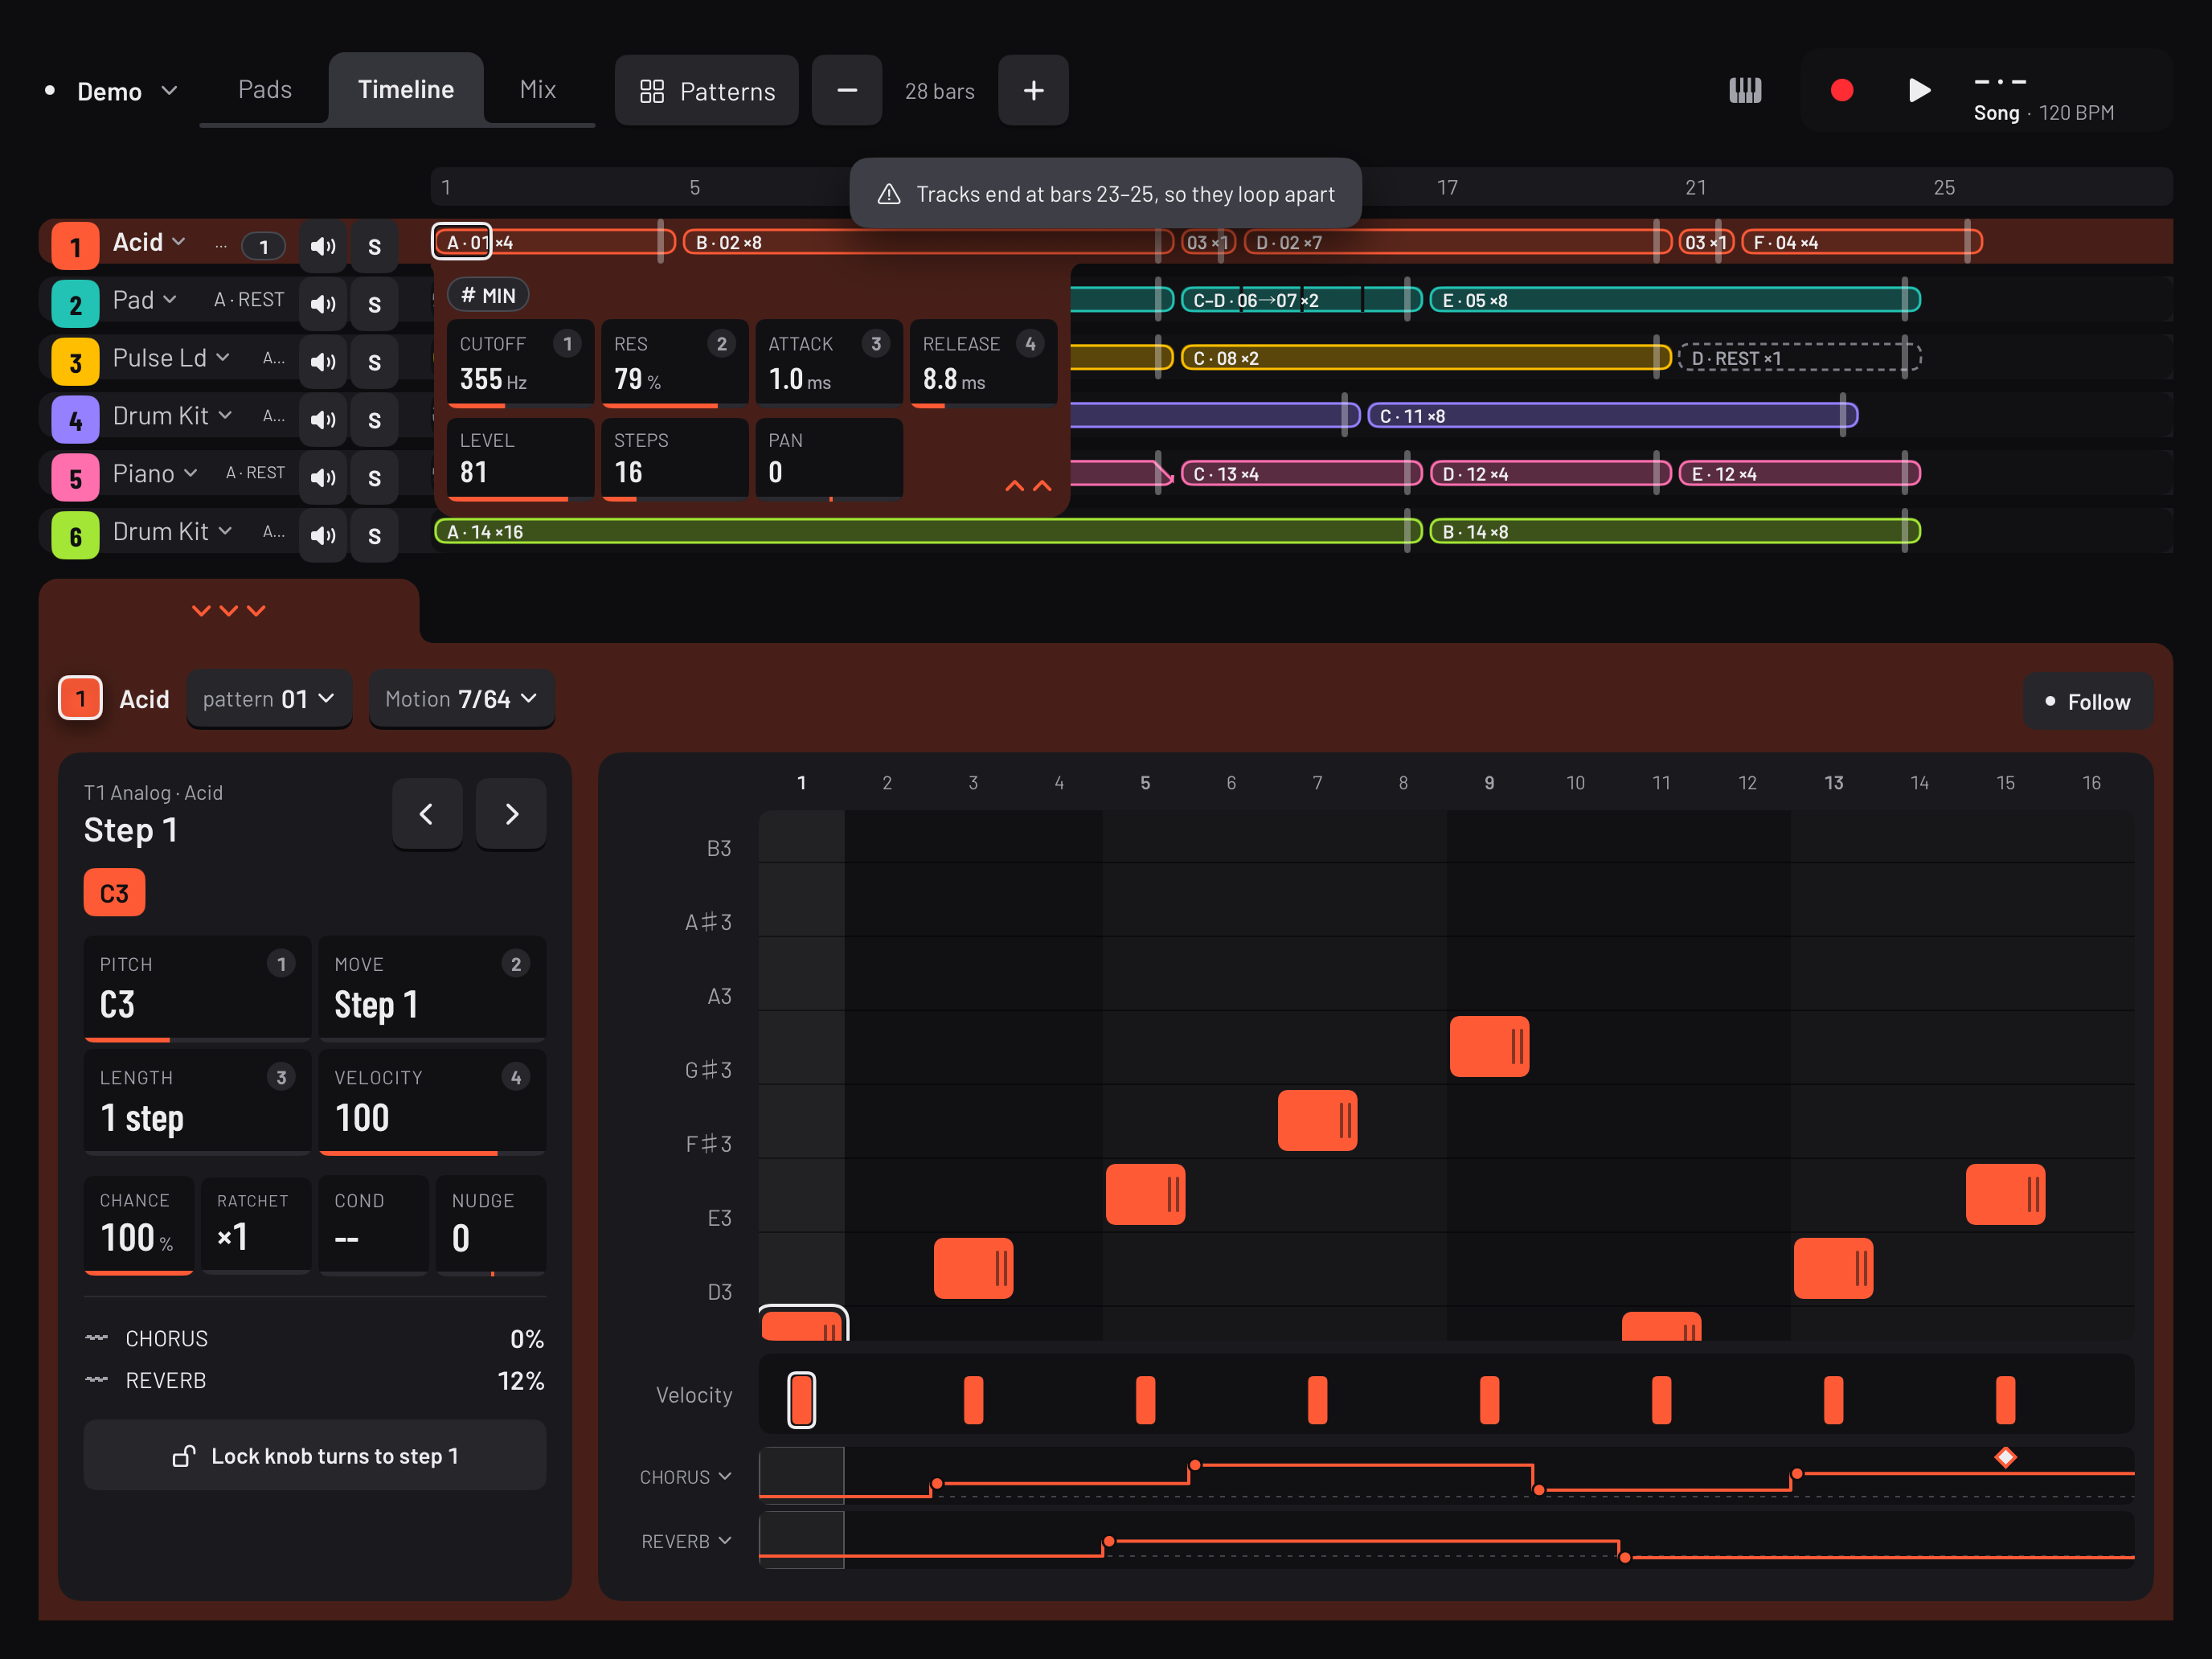 Demo Pads Timeline Mix Patterns − 28 bars + Song · 120 BPM
1 5 17 21 25
Tracks end at bars 23–25, so they loop apart
1 Acid ... 1 S A · 01 ×4 B · 02 ×8 03 ×1 D · 02 ×7 03 ×1 F · 04 ×4
2 Pad A · REST S C–D · 06→07 ×2 E · 05 ×8
3 Pulse Ld A... S C · 08 ×2 D · REST ×1
4 Drum Kit A... S C · 11 ×8
5 Piano A · REST S C · 13 ×4 D · 12 ×4 E · 12 ×4
6 Drum Kit A... S A · 14 ×16 B · 14 ×8
# MIN
CUTOFF 1 RES 2 ATTACK 3 RELEASE 4
355 Hz 79 % 1.0 ms 8.8 ms
LEVEL STEPS PAN
81 16 0
1 Acid pattern 01 Motion 7/64 Follow
T1 Analog · Acid
Step 1
C3
PITCH 1 MOVE 2
C3 Step 1
LENGTH 3 VELOCITY 4
1 step 100
CHANCE RATCHET COND NUDGE
100 % ×1 -- 0
CHORUS 0%
REVERB 12%
Lock knob turns to step 1
1 2 3 4 5 6 7 8 9 10 11 12 13 14 15 16
B3
A♯3
A3
G♯3
F♯3
E3
D3
Velocity
CHORUS
REVERB